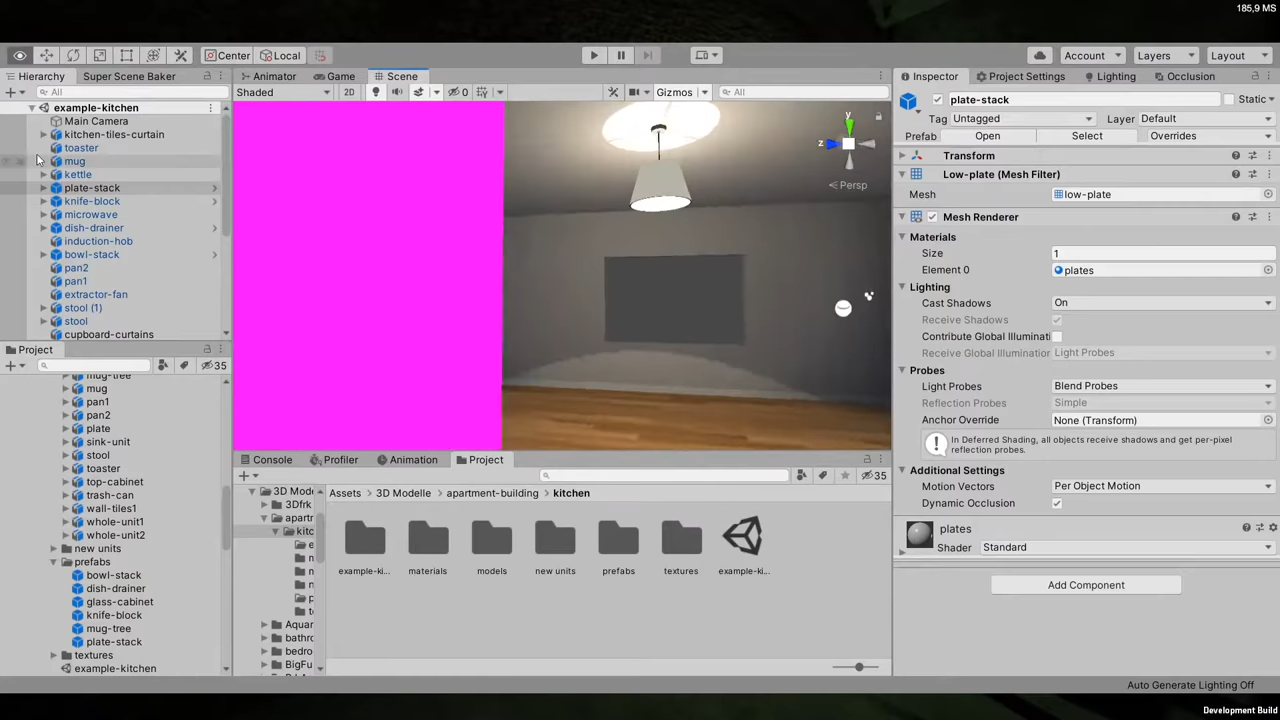 185,9 MS
Center Local
Account Layers Layout
Hierarchy Super Scene Baker
Animator Game Scene
Inspector Project Settings Lighting Occlusion
All
Shaded 2D 0 Gizmos All
example-kitchen
Main Camera
kitchen-tiles-curtain
toaster
mug
kettle
plate-stack
knife-block
microwave
dish-drainer
induction-hob
bowl-stack
pan2
pan1
extractor-fan
stool (1)
stool
cupboard-curtains
y
z
Persp
plate-stack Static
Tag Untagged Layer Default
Prefab Open Select Overrides
Transform
Low-plate (Mesh Filter)
Mesh low-plate
Mesh Renderer
Materials
Size 1
Element 0 plates
Lighting
Cast Shadows On
Receive Shadows
Contribute Global Illuminati
Receive Global Illumination Light Probes
Probes
Light Probes Blend Probes
Reflection Probes Simple
Anchor Override None (Transform)
In Deferred Shading, all objects receive shadows and get per-pixel
reflection probes.
Additional Settings
Motion Vectors Per Object Motion
Dynamic Occlusion
plates
Shader Standard
Add Component
Project
35
mug-tree
mug
pan1
pan2
plate
sink-unit
stool
toaster
top-cabinet
trash-can
wall-tiles1
whole-unit1
whole-unit2
new units
prefabs
bowl-stack
dish-drainer
glass-cabinet
knife-block
mug-tree
plate-stack
textures
example-kitchen
Console Profiler Animation Project
35
3D Mode
3Dfrk
apart
kitc
Aquar
bathr
bedro
BigFu
Assets > 3D Modelle > apartment-building > kitchen
example-ki... materials models new units prefabs textures example-ki...
Auto Generate Lighting Off
Development Build